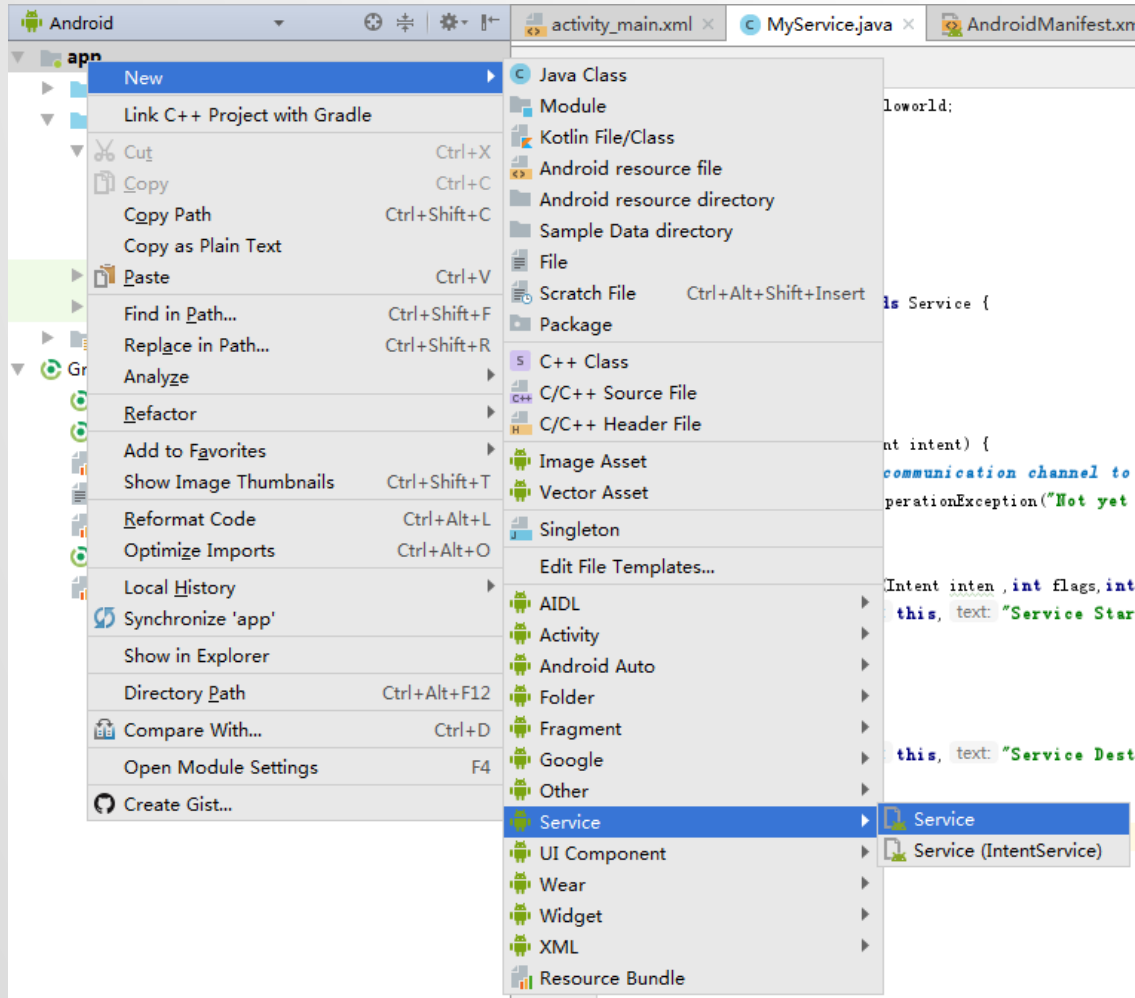 Android
activity_main.xml
MyService.java
AndroidManifest.xm
app
New
Link C++ Project with Gradle
Cut Ctrl+X
Copy Ctrl+C
Copy Path Ctrl+Shift+C
Copy as Plain Text
Paste Ctrl+V
Find in Path... Ctrl+Shift+F
Replace in Path... Ctrl+Shift+R
Analyze
Refactor
Add to Favorites
Show Image Thumbnails Ctrl+Shift+T
Reformat Code Ctrl+Alt+L
Optimize Imports Ctrl+Alt+O
Local History
Synchronize 'app'
Show in Explorer
Directory Path Ctrl+Alt+F12
Compare With... Ctrl+D
Open Module Settings F4
Create Gist...
Gr
Java Class
Module
Kotlin File/Class
Android resource file
Android resource directory
Sample Data directory
File
Scratch File Ctrl+Alt+Shift+Insert
Package
C++ Class
C/C++ Source File
C/C++ Header File
Image Asset
Vector Asset
Singleton
Edit File Templates...
AIDL
Activity
Android Auto
Folder
Fragment
Google
Other
Service
UI Component
Wear
Widget
XML
Resource Bundle
Service
Service (IntentService)
loworld;
ds Service {
nt intent) {
communication channel to
perationException("Not yet
(Intent inten ,int flags,int
this, text: "Service Star
this, text: "Service Dest